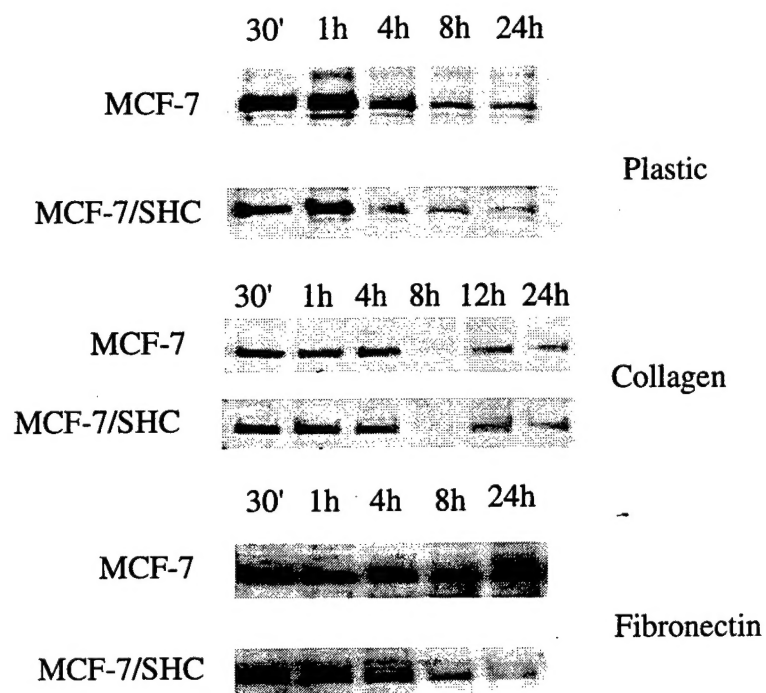 30' 1h 4h 8h 24h
MCF-7
Plastic
MCF-7/SHC
30' 1h 4h 8h 12h 24h
MCF-7
Collagen
MCF-7/SHC
30' 1h 4h 8h 24h
MCF-7
Fibronectin
MCF-7/SHC